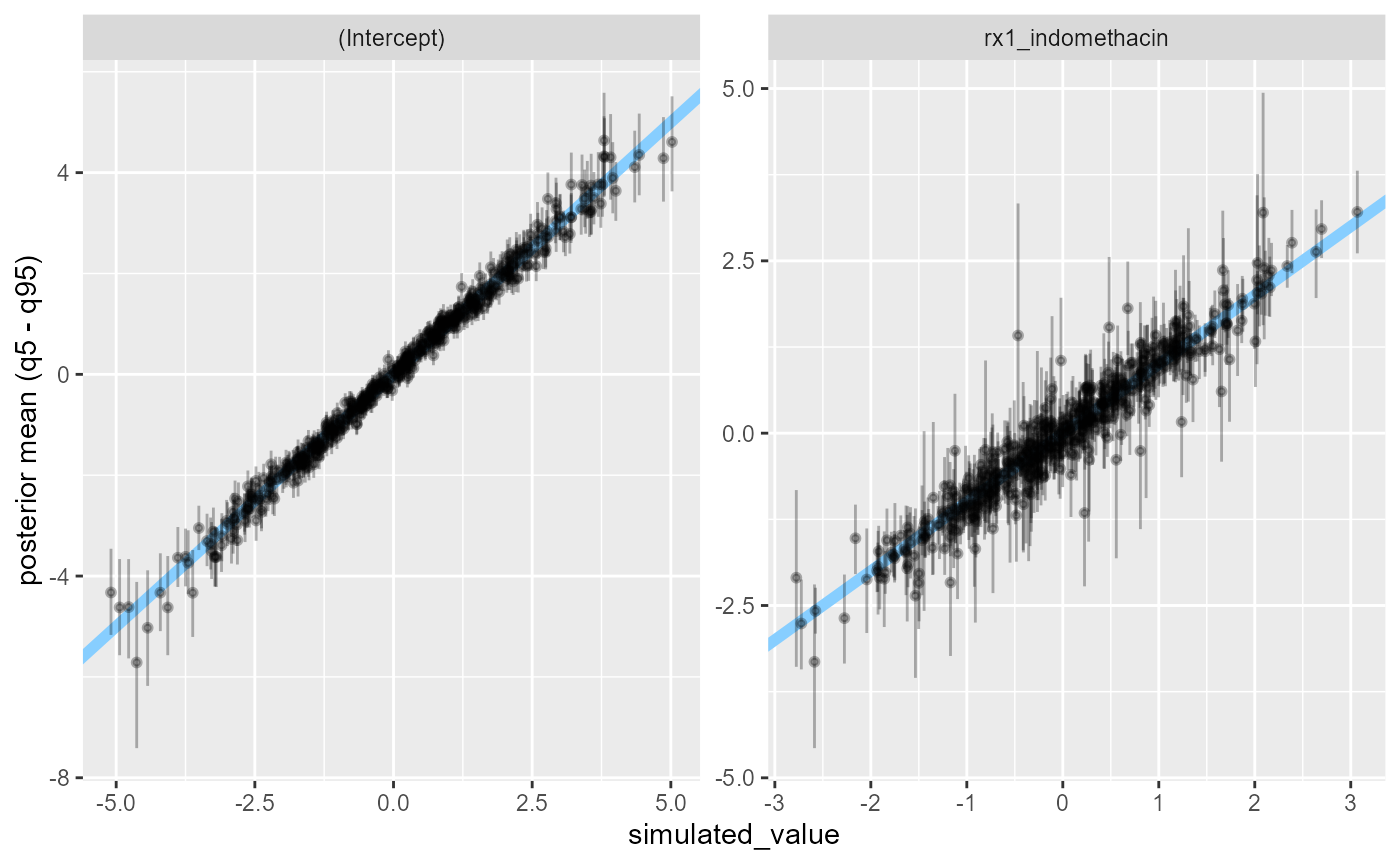 (Intercept)
rx1_indomethacin
posterior mean (q5 - q95)
4
0
-4
-8
5.0
2.5
0.0
-2.5
-5.0
-5.0 -2.5 0.0 2.5 5.0
-3 -2 -1 0 1 2 3
simulated_value